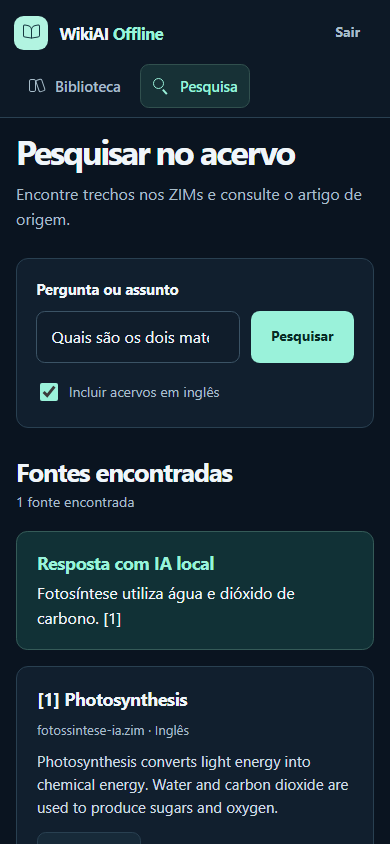 WikiAI Offline
Sair
Biblioteca
Pesquisa
Pesquisar no acervo
Encontre trechos nos ZIMs e consulte o artigo de
origem.
Pergunta ou assunto
Quais são os dois mat
Pesquisar
Incluir acervos em inglês
Fontes encontradas
1 fonte encontrada
Resposta com IA local
Fotosíntese utiliza água e dióxido de
carbono. [1]
[1] Photosynthesis
fotossintese-ia.zim · Inglês
Photosynthesis converts light energy into
chemical energy. Water and carbon dioxide are
used to produce sugars and oxygen.